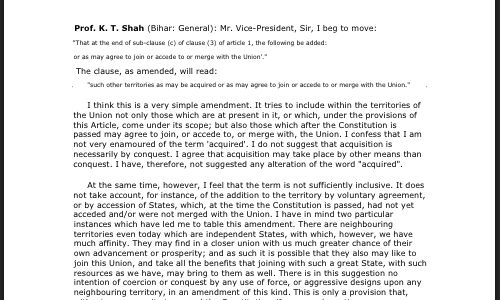 Prof. K. T. Shah (Bihar: General): Mr. Vice-President, Sir, I beg to move:
"That at the end of sub-clause (c) of clause (3) of article 1, the following be added:
or as may agree to join or accede to or merge with the Union'."
The clause, as amended, will read:
"such other territories as may be acquired or as may agree to join or accede to or merge with the Union."
I think this is a very simple amendment. It tries to include within the territories of
the Union not only those which are at present in it, or which, under the provisions of
this Article, come under its scope; but also those which after the Constitution is
passed may agree to join, or accede to, or merge with, the Union. I confess that I am
not very enamoured of the term 'acquired'. I do not suggest that acquisition is
necessarily by conquest. I agree that acquisition may take place by other means than
conquest. I have, therefore, not suggested any alteration of the word "acquired".
At the same time, however, I feel that the term is not sufficiently inclusive. It does
not take account, for instance, of the addition to the territory by voluntary agreement,
or by accession of States, which, at the time the Constitution is passed, had not yet
acceded and/or were not merged with the Union. I have in mind two particular
instances which have led me to table this amendment. There are neighbouring
territories even today which are independent States, with which, however, we have
much affinity. They may find in a closer union with us much greater chance of their
own advancement or prosperity; and as such it is possible that they also may like to
join this Union, and take all the benefits that joining with such a great State, with such
resources as we have, may bring to them as well. There is in this suggestion no
intention of coercion or conquest by any use of force, or aggressive designs upon any
neighbouring territory, in an amendment of this kind. This is only a provision that,